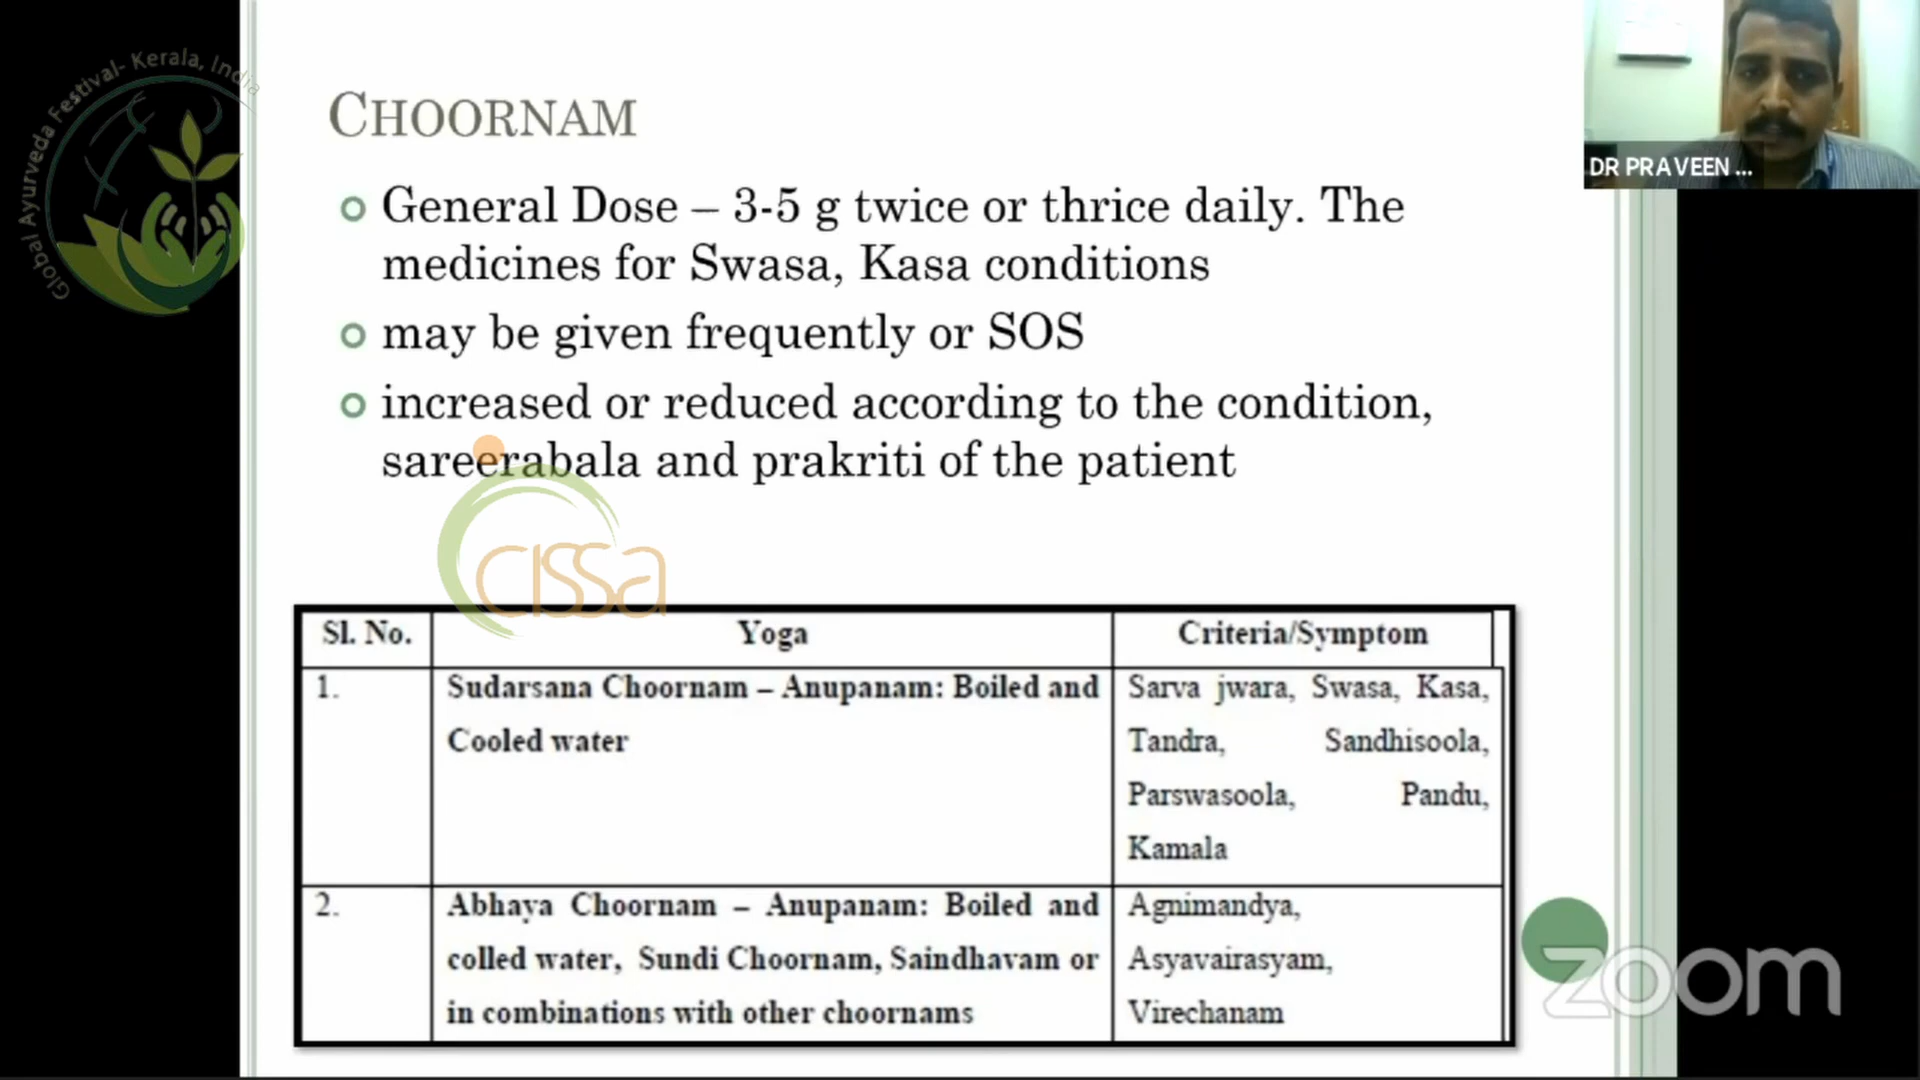 Global Ayurveda Festival- Kerala, India
CHOORNAM
General Dose – 3-5 g twice or thrice daily. The
medicines for Swasa, Kasa conditions
may be given frequently or SOS
increased or reduced according to the condition,
sareerabala and prakriti of the patient
cissa
DR PRAVEEN ...
Sl. No. Yoga Criteria/Symptom
1. Sudarsana Choornam – Anupanam: Boiled and Sarva jwara, Swasa, Kasa,
Cooled water Tandra, Sandhisoola,
Parswasoola, Pandu,
Kamala
2. Abhaya Choornam – Anupanam: Boiled and Agnimandya,
colled water, Sundi Choornam, Saindhavam or Asyavairasyam,
in combinations with other choornams Virechanam
zoom